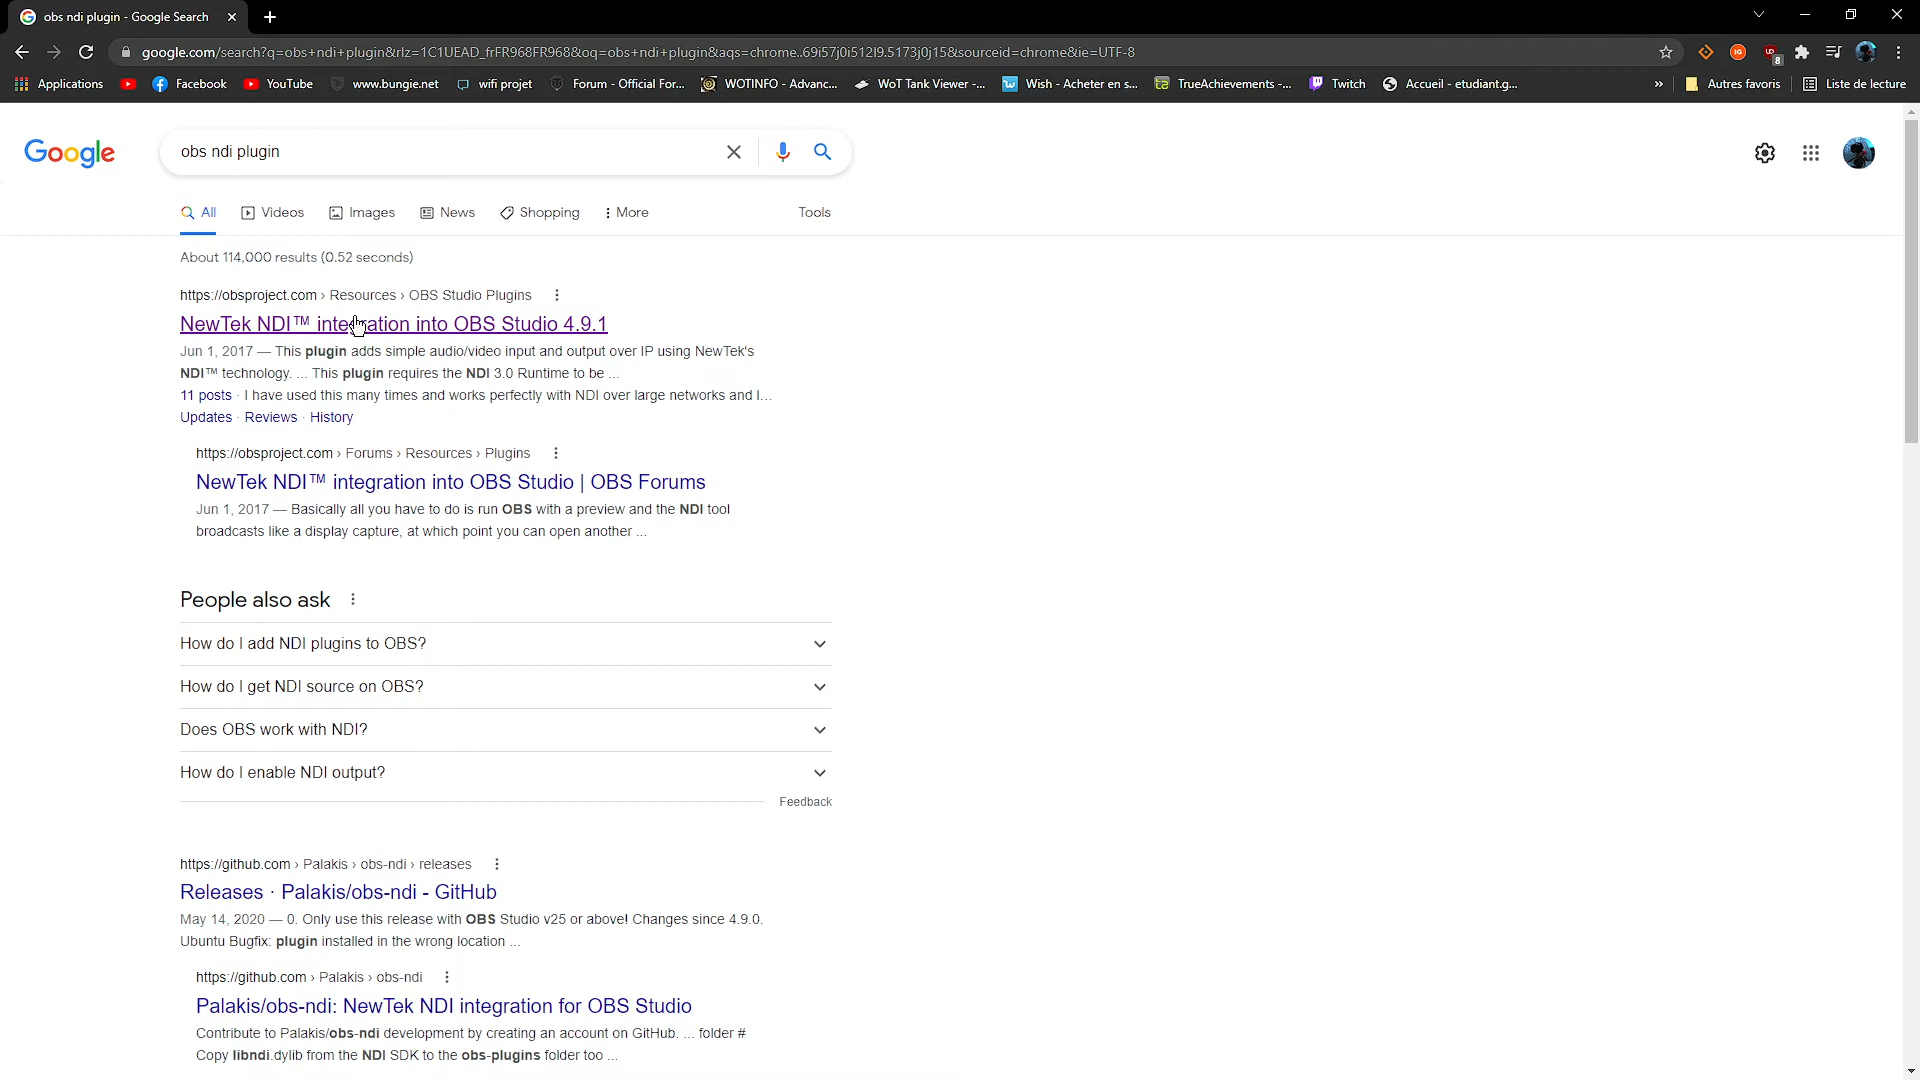 obs ndi plugin - Google Search
google.com/search?q=obs+ndi+plugin&rlz=1C1UEAD_frFR968FR968&oq=obs+ndi+plugin&aqs=chrome..69i57j0i512l9.5173j0j15&sourceid=chrome&ie=UTF-8
8
Applications Facebook YouTube www.bungie.net wifi projet Forum - Official For... WOTINFO - Advanc... WoT Tank Viewer -... Wish - Acheter en s... TrueAchievements -... Twitch Accueil - etudiant.g... » Autres favoris Liste de lecture
Google
obs ndi plugin
All Videos Images News Shopping More Tools
About 114,000 results (0.52 seconds)
https://obsproject.com › Resources › OBS Studio Plugins
NewTek NDI™ integration into OBS Studio 4.9.1
Jun 1, 2017 — This plugin adds simple audio/video input and output over IP using NewTek's
NDI™ technology. ... This plugin requires the NDI 3.0 Runtime to be ...
11 posts · I have used this many times and works perfectly with NDI over large networks and I...
Updates · Reviews · History
https://obsproject.com › Forums › Resources › Plugins
NewTek NDI™ integration into OBS Studio | OBS Forums
Jun 1, 2017 — Basically all you have to do is run OBS with a preview and the NDI tool
broadcasts like a display capture, at which point you can open another ...
People also ask
How do I add NDI plugins to OBS?
How do I get NDI source on OBS?
Does OBS work with NDI?
How do I enable NDI output?
Feedback
https://github.com › Palakis › obs-ndi › releases
Releases · Palakis/obs-ndi - GitHub
May 14, 2020 — 0. Only use this release with OBS Studio v25 or above! Changes since 4.9.0.
Ubuntu Bugfix: plugin installed in the wrong location ...
https://github.com › Palakis › obs-ndi
Palakis/obs-ndi: NewTek NDI integration for OBS Studio
Contribute to Palakis/obs-ndi development by creating an account on GitHub. ... folder #
Copy libndi.dylib from the NDI SDK to the obs-plugins folder too ...